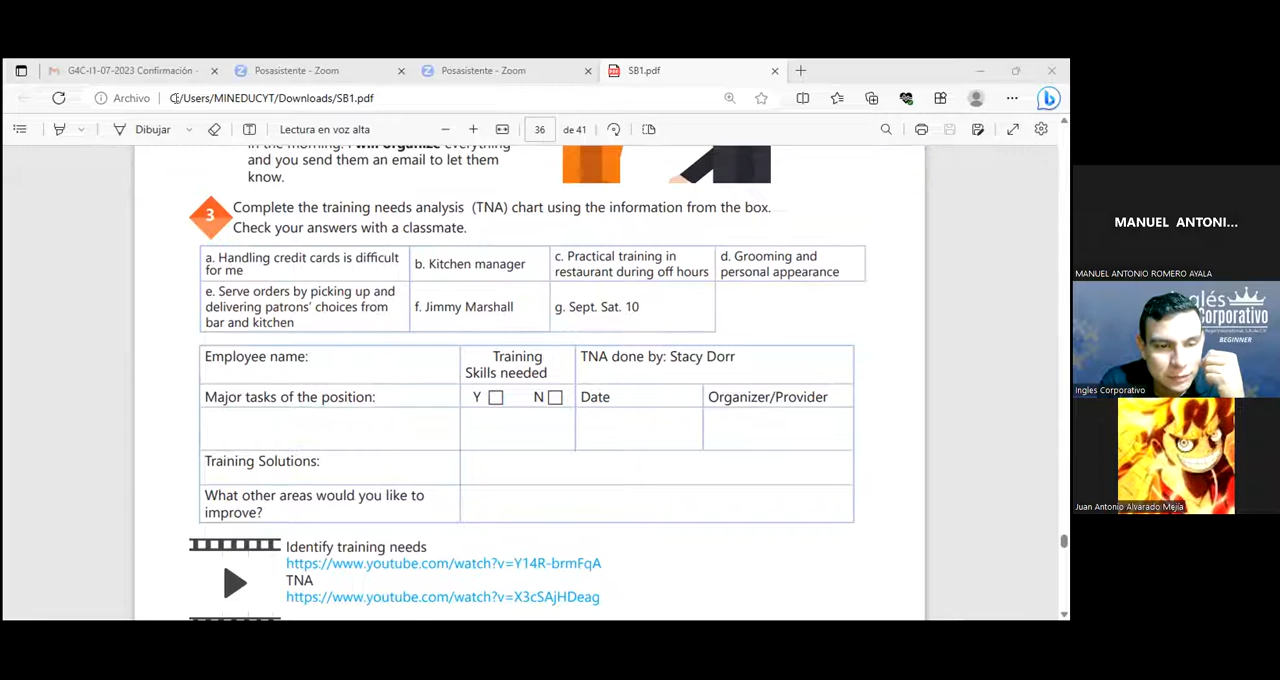 G4C-I1-07-2023 Confirmación -
Posasistente - Zoom
Posasistente - Zoom
SB1.pdf
Archivo
C:/Users/MINEDUCYT/Downloads/SB1.pdf
Dibujar
Lectura en voz alta
36
de 41
in the morning. I will organize everything
and you send them an email to let them
know.
3
Complete the training needs analysis (TNA) chart using the information from the box.
Check your answers with a classmate.
a. Handling credit cards is difficult
for me
b. Kitchen manager
c. Practical training in
restaurant during off hours
d. Grooming and
personal appearance
e. Serve orders by picking up and
delivering patrons' choices from
bar and kitchen
f. Jimmy Marshall
g. Sept. Sat. 10
Employee name:
Training
Skills needed
TNA done by: Stacy Dorr
Major tasks of the position:
Y
N
Date
Organizer/Provider
Training Solutions:
What other areas would you like to
improve?
Identify training needs
https://www.youtube.com/watch?v=Y14R-brmFqA
TNA
https://www.youtube.com/watch?v=X3cSAjHDeag
MANUEL ANTONI...
MANUEL ANTONIO ROMERO AYALA
Inglés
Corporativo
BEGINNER
Ingles Corporativo
Juan Antonio Alvarado Mejía